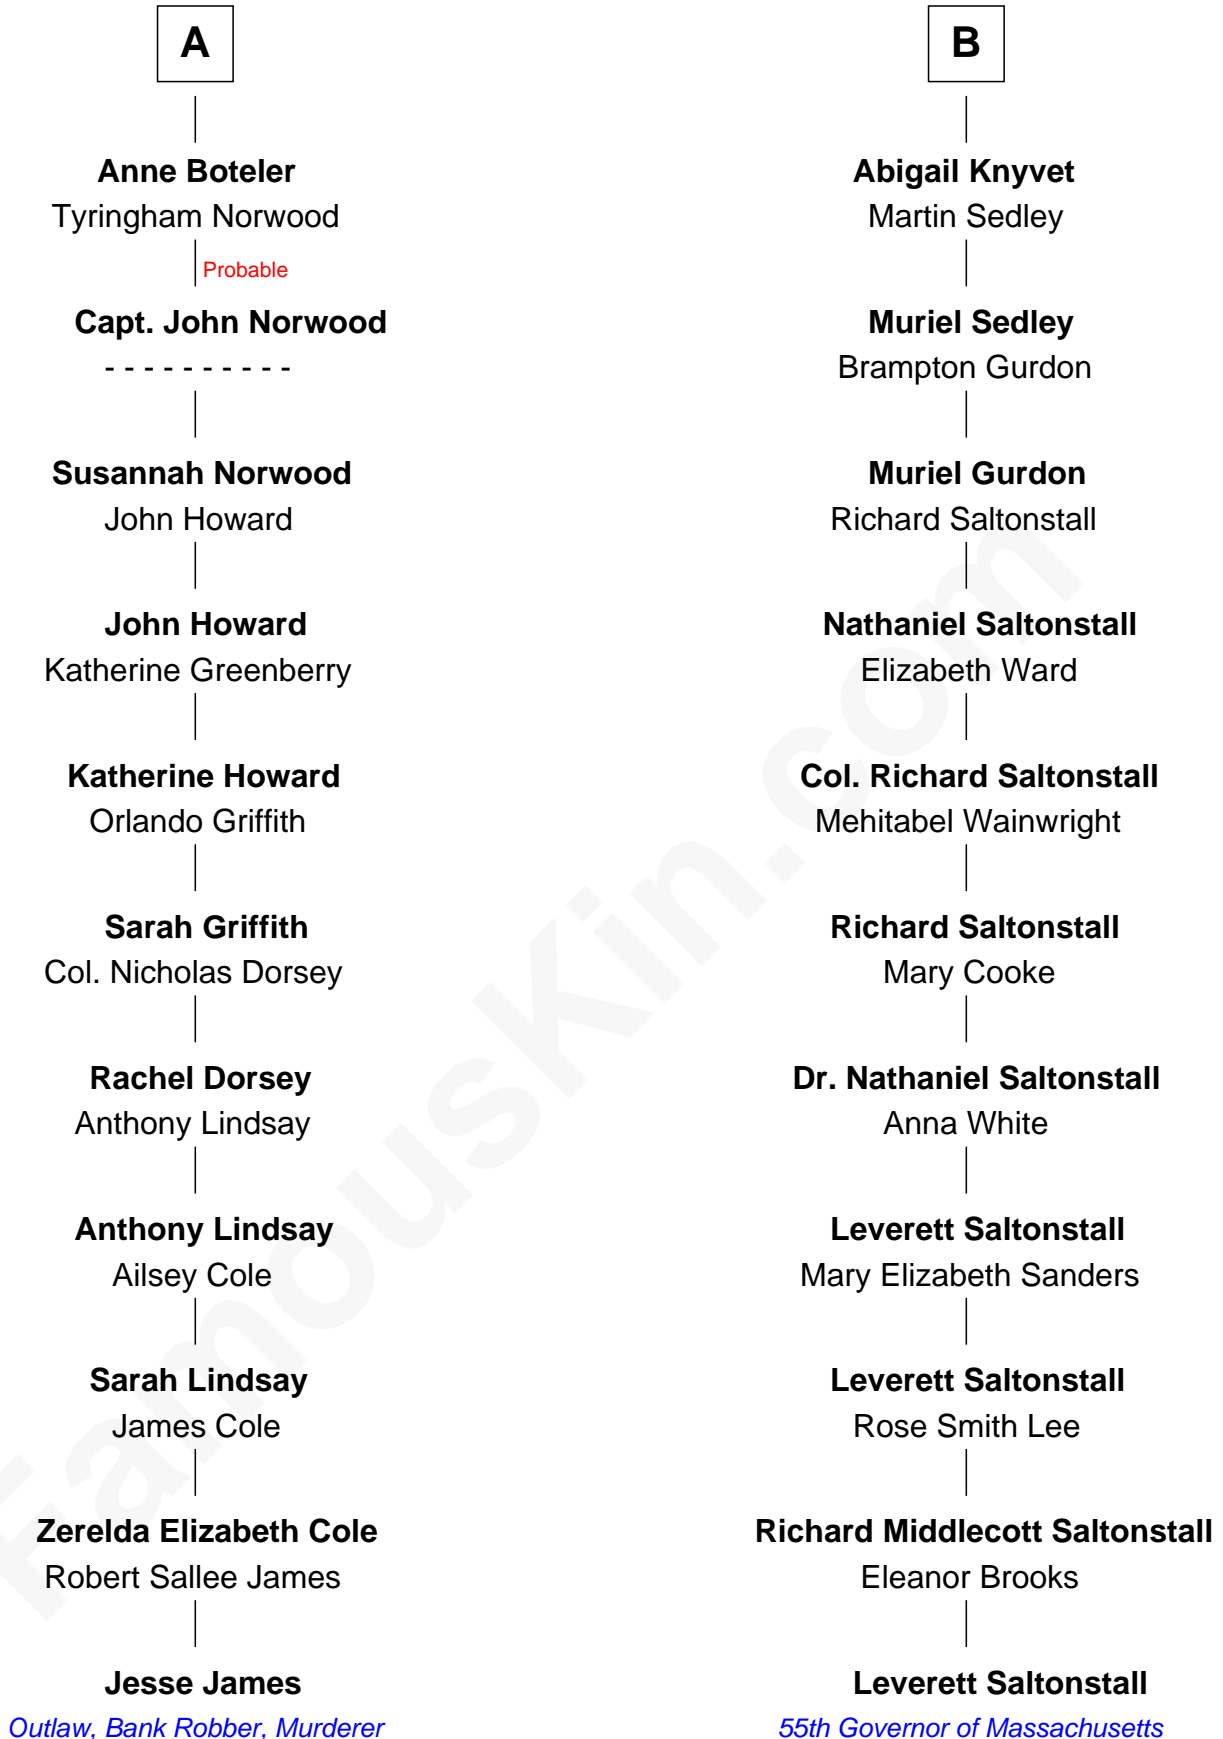 A
Anne Boteler
Tyringham Norwood
Probable
Capt. John Norwood
- - - - - - - - - -
Susannah Norwood
John Howard
John Howard
Katherine Greenberry
Katherine Howard
Orlando Griffith
Sarah Griffith
Col. Nicholas Dorsey
Rachel Dorsey
Anthony Lindsay
Anthony Lindsay
Ailsey Cole
Sarah Lindsay
James Cole
Zerelda Elizabeth Cole
Robert Sallee James
Jesse James
Outlaw, Bank Robber, Murderer
B
Abigail Knyvet
Martin Sedley
Muriel Sedley
Brampton Gurdon
Muriel Gurdon
Richard Saltonstall
Nathaniel Saltonstall
Elizabeth Ward
Col. Richard Saltonstall
Mehitabel Wainwright
Richard Saltonstall
Mary Cooke
Dr. Nathaniel Saltonstall
Anna White
Leverett Saltonstall
Mary Elizabeth Sanders
Leverett Saltonstall
Rose Smith Lee
Richard Middlecott Saltonstall
Eleanor Brooks
Leverett Saltonstall
55th Governor of Massachusetts
FamousKin.com